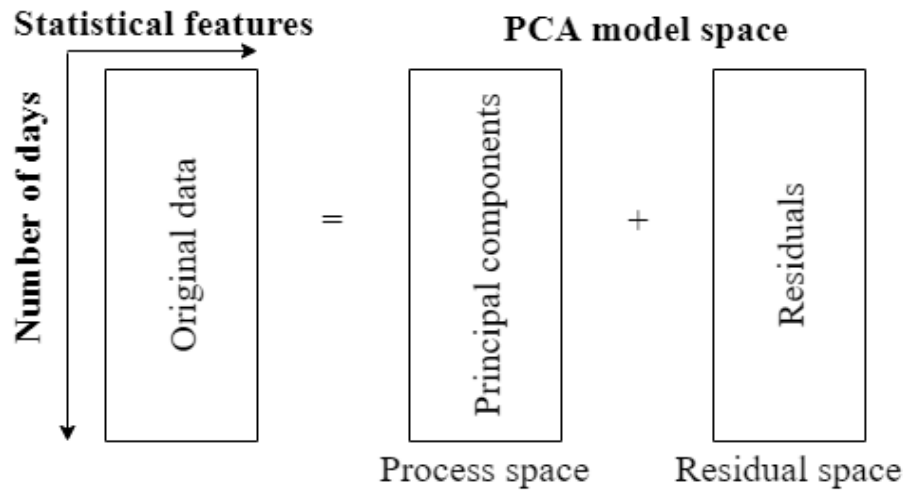 Statistical features
PCA model space
Number of days
Original data
=
Principal components
+
Residuals
Process space
Residual space